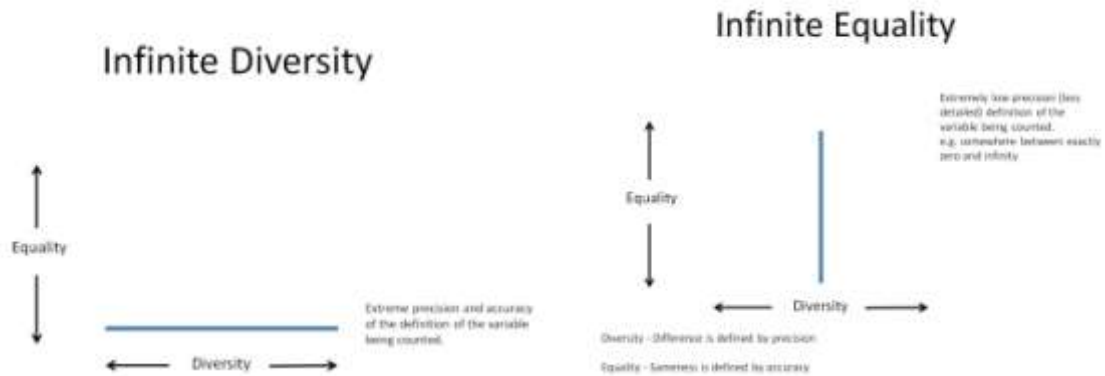 Infinite Diversity
Equality
Extreme precision and accuracy
of the definition of the variable
being counted.
Diversity
Infinite Equality
Extremely low precision (less
detailed) definition of the
variable being counted.
e.g. somewhere between exactly
zero and infinity
Equality
Diversity
Diversity - Difference is defined by precision
Equality - Sameness is defined by accuracy